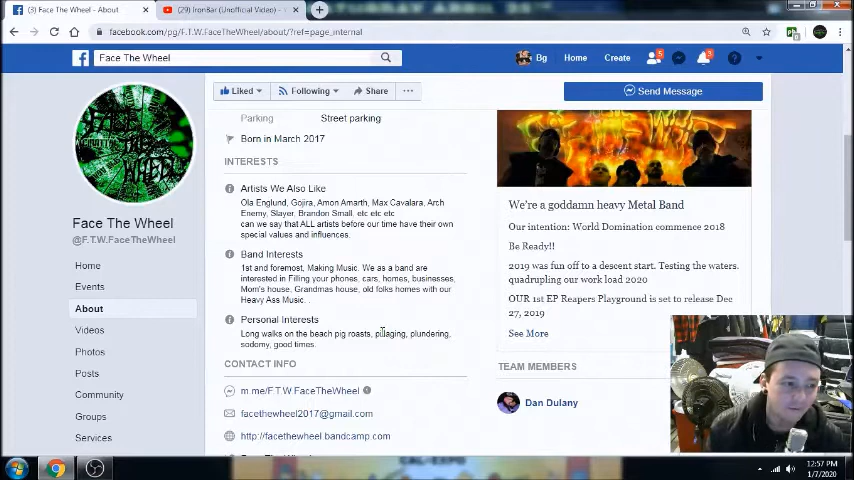 (3) Face The Wheel - About
(29) IronBar (Unofficial Video) -
facebook.com/pg/F.T.W.FaceTheWheel/about/?ref=page_internal
Face The Wheel
Bg
Home
Create
5
3
Liked
Following
Share
Send Message
Parking
Street parking
Born in March 2017
INTERESTS
Artists We Also Like
Ola Englund, Gojira, Amon Amarth, Max Cavalara, Arch
Enemy, Slayer, Brandon Small, etc etc etc
can we say that ALL artists before our time have their own
special values and influences.
Band Interests
1st and foremost, Making Music. We as a band are
interested in Filling your phones, cars, homes, businesses,
Mom's house, Grandmas house, old folks homes with our
Heavy Ass Music. .
Personal Interests
Long walks on the beach pig roasts, pillaging, plundering,
sodomy, good times.
CONTACT INFO
m.me/F.T.W.FaceTheWheel
facethewheel2017@gmail.com
http://facethewheel.bandcamp.com
FACE
THE
WHEEL
Face The Wheel
@F.T.W.FaceTheWheel
Home
Events
About
Videos
Photos
Posts
Community
Groups
Services
We're a goddamn heavy Metal Band
Our intention: World Domination commence 2018
Be Ready!!
2019 was fun off to a descent start. Testing the waters.
quadrupling our work load 2020
OUR 1st EP Reapers Playground is set to release Dec
27, 2019
See More
TEAM MEMBERS
Dan Dulany
CAL-EXPO
12:57 PM
1/7/2020